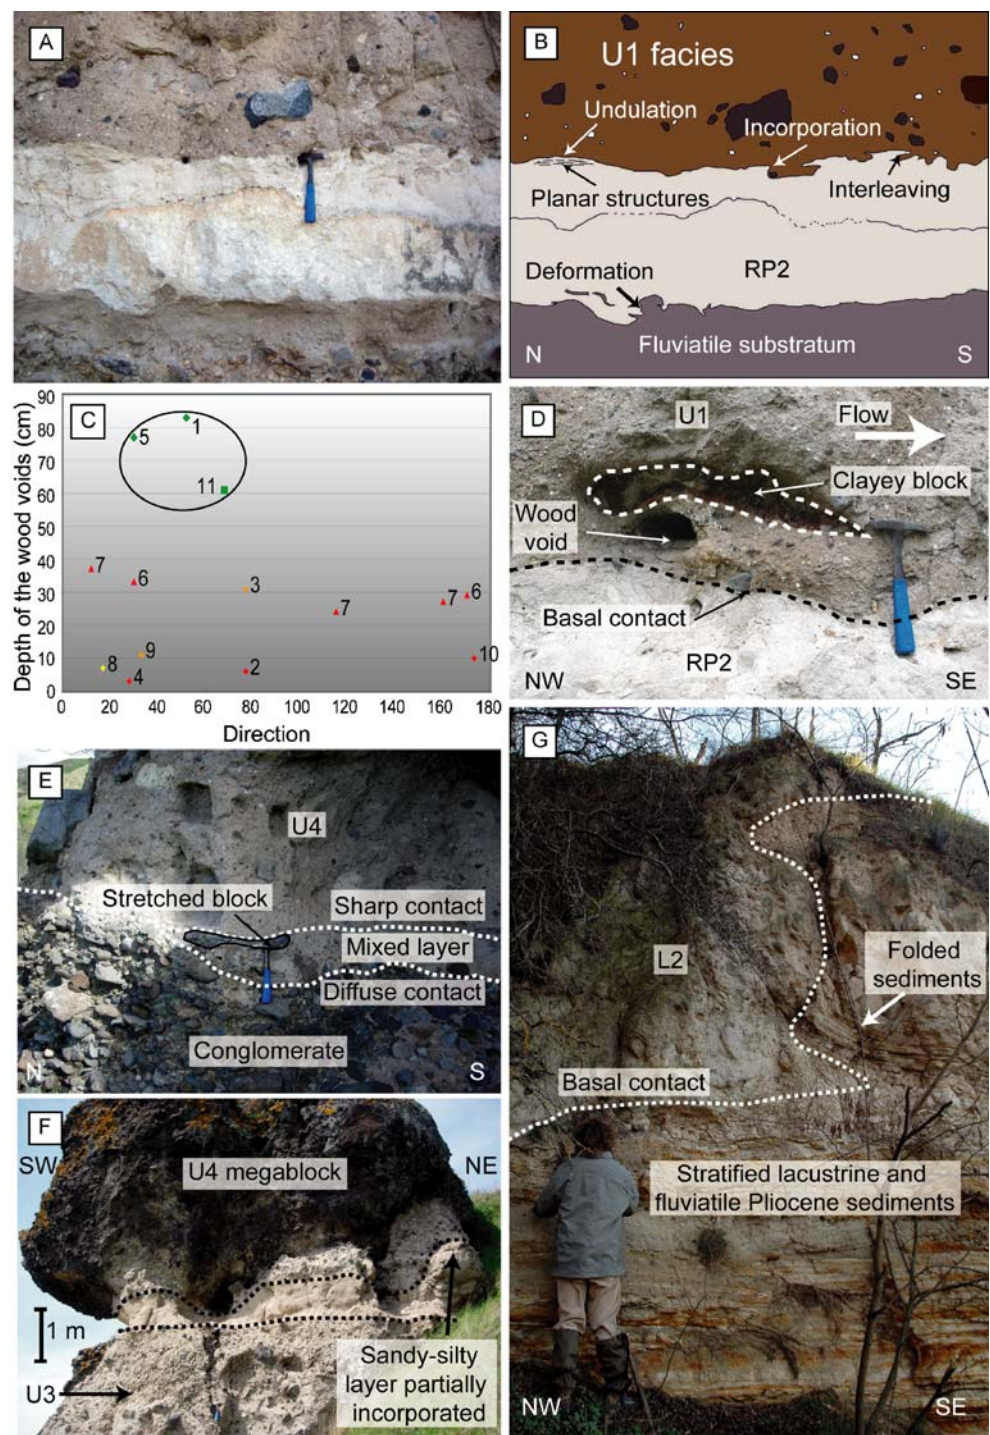 A
B
U1 facies
Undulation
Incorporation
Planar structures
Interleaving
Deformation
RP2
N
Fluviatile substratum
S
C
Depth of the wood voids (cm)
90
80
70
60
50
40
30
20
10
0
5
1
11
7
6
3
7
7
6
8
9
4
2
10
0
20
40
60
80
100
120
140
160
180
Direction
D
U1
Flow
Clayey block
Wood
void
Basal contact
RP2
NW
SE
E
U4
Stretched block
Sharp contact
Mixed layer
Diffuse contact
Conglomerate
N
S
F
SW
NE
U4 megablock
1 m
U3
Sandy-silty
layer partially
incorporated
G
L2
Folded
sediments
Basal contact
Stratified lacustrine and
fluviatile Pliocene sediments
NW
SE